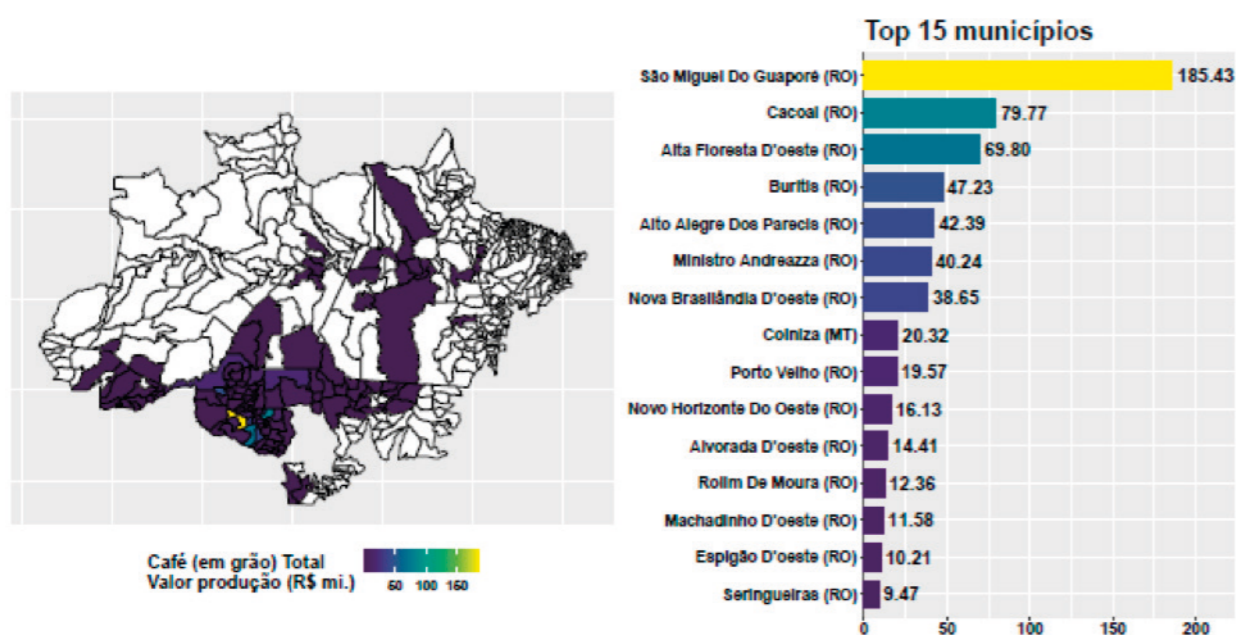 Top 15 municípios
São Miguel Do Guaporé (RO) 185.43
Cacoal (RO) 79.77
Alta Floresta D'oeste (RO) 69.80
Buritis (RO) 47.23
Alto Alegre Dos Parecis (RO) 42.39
Ministro Andreazza (RO) 40.24
Nova Brasilândia D'oeste (RO) 38.65
Colniza (MT) 20.32
Porto Velho (RO) 19.57
Novo Horizonte Do Oeste (RO) 16.13
Alvorada D'oeste (RO) 14.41
Rolim De Moura (RO) 12.36
Machadinho D'oeste (RO) 11.58
Espigão D'oeste (RO) 10.21
Seringueiras (RO) 9.47
0 50 100 150 200
Café (em grão) Total
Valor produção (R$ mi.)
50 100 150